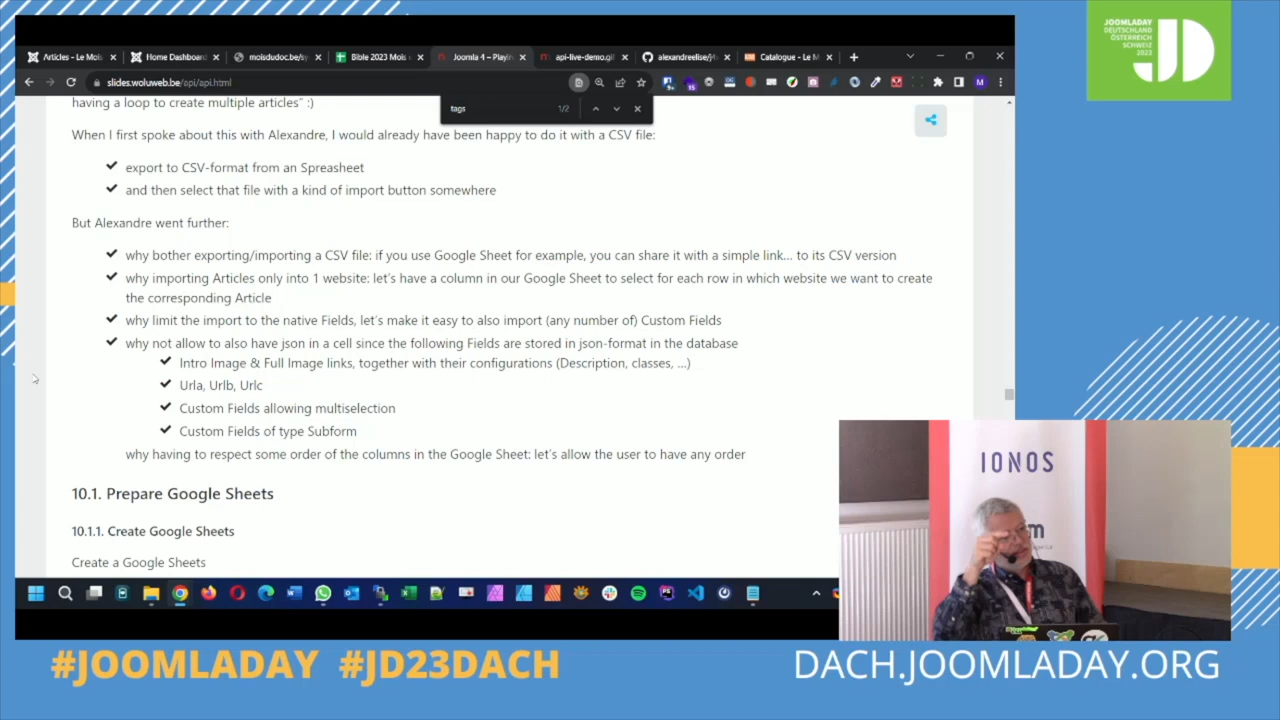 JOOMLADAY
DEUTSCHLAND
ÖSTERREICH
SCHWEIZ
2023
JD
Articles - Le Mois
Home Dashboard
moisdudoc.be/sy
Bible 2023 Mois
Joomla 4 – Playin
api-live-demo.gi
alexandreelise/j
Catalogue - Le M
slides.woluweb.be/api/api.html
tags
1/2
having a loop to create multiple articles” :)
When I first spoke about this with Alexandre, I would already have been happy to do it with a CSV file:
export to CSV-format from an Spreasheet
and then select that file with a kind of import button somewhere
But Alexandre went further:
why bother exporting/importing a CSV file: if you use Google Sheet for example, you can share it with a simple link… to its CSV version
why importing Articles only into 1 website: let’s have a column in our Google Sheet to select for each row in which website we want to create
the corresponding Article
why limit the import to the native Fields, let’s make it easy to also import (any number of) Custom Fields
why not allow to also have json in a cell since the following Fields are stored in json-format in the database
Intro Image & Full Image links, together with their configurations (Description, classes, …)
Urla, Urlb, Urlc
Custom Fields allowing multiselection
Custom Fields of type Subform
why having to respect some order of the columns in the Google Sheet: let’s allow the user to have any order
10.1. Prepare Google Sheets
10.1.1. Create Google Sheets
Create a Google Sheets
IONOS
#JOOMLADAY #JD23DACH
DACH.JOOMLADAY.ORG